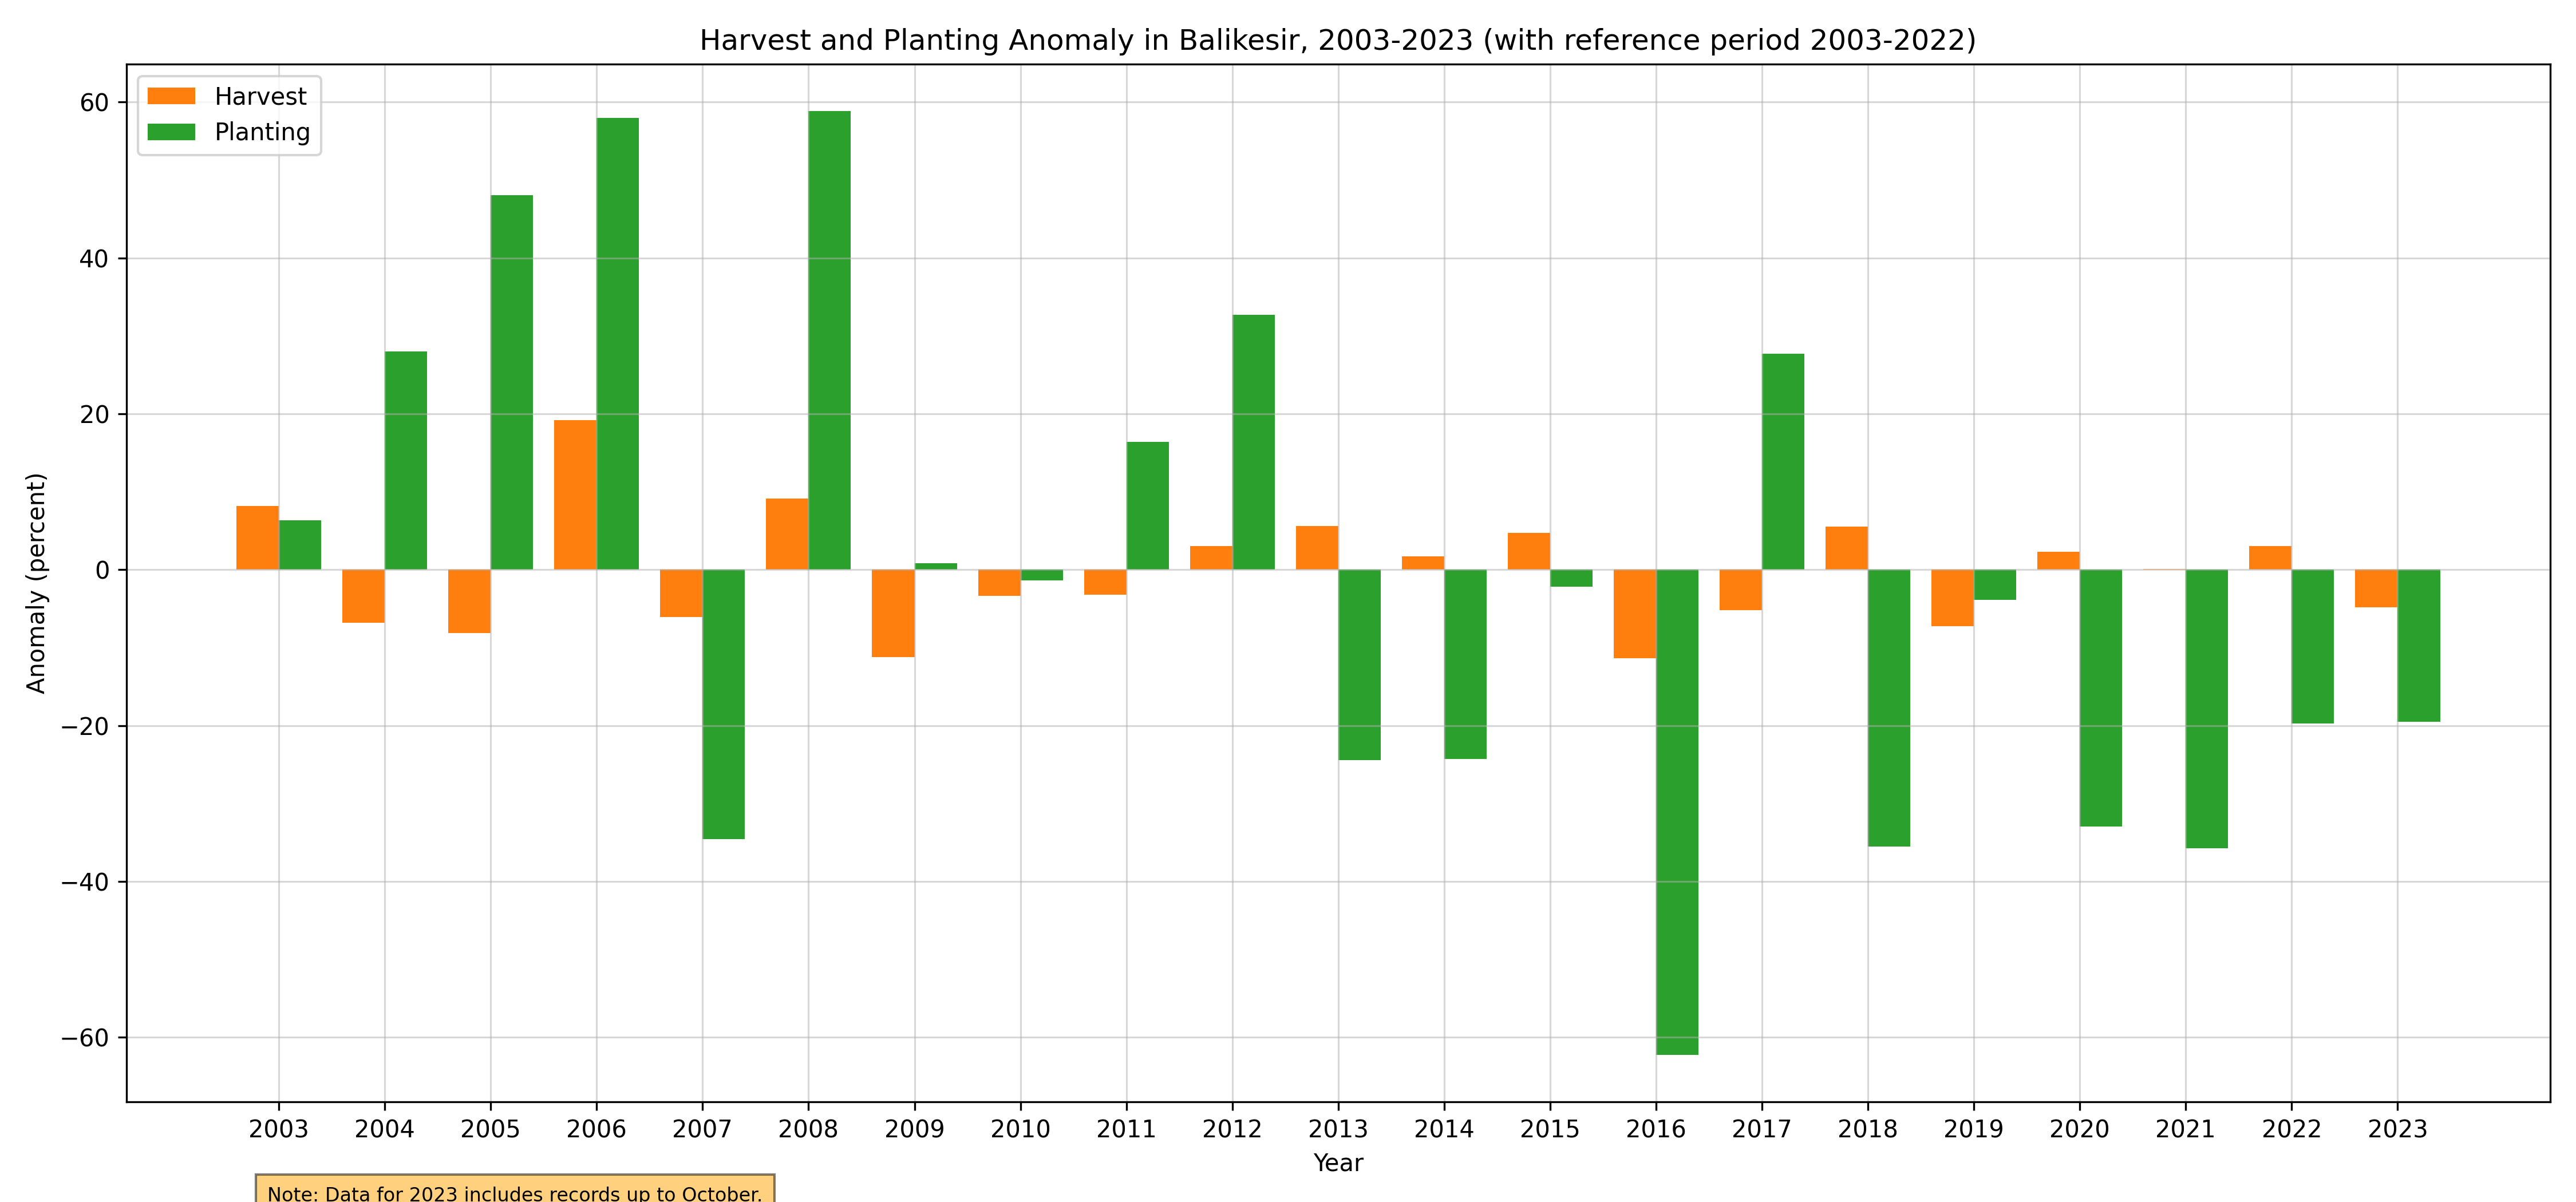 Harvest and Planting Anomaly in Balikesir, 2003-2023 (with reference period 2003-2022)
Harvest
Planting
60
40
20
0
−20
−40
−60
Anomaly (percent)
2003 2004 2005 2006 2007 2008 2009 2010 2011 2012 2013 2014 2015 2016 2017 2018 2019 2020 2021 2022 2023
Year
Note: Data for 2023 includes records up to October.